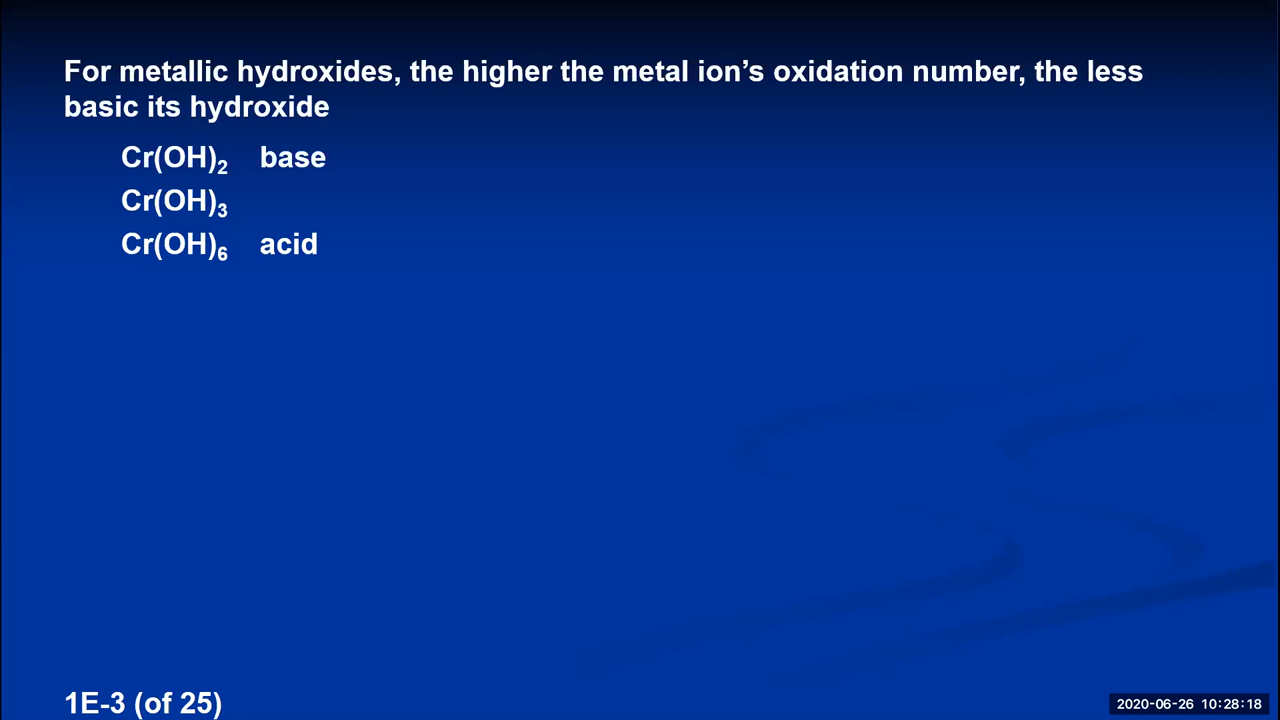 For metallic hydroxides, the higher the metal ion’s oxidation number, the less
basic its hydroxide
Cr(OH)₂ base
Cr(OH)₃
Cr(OH)₆ acid
1E-3 (of 25)
2020-06-26 10:28:18